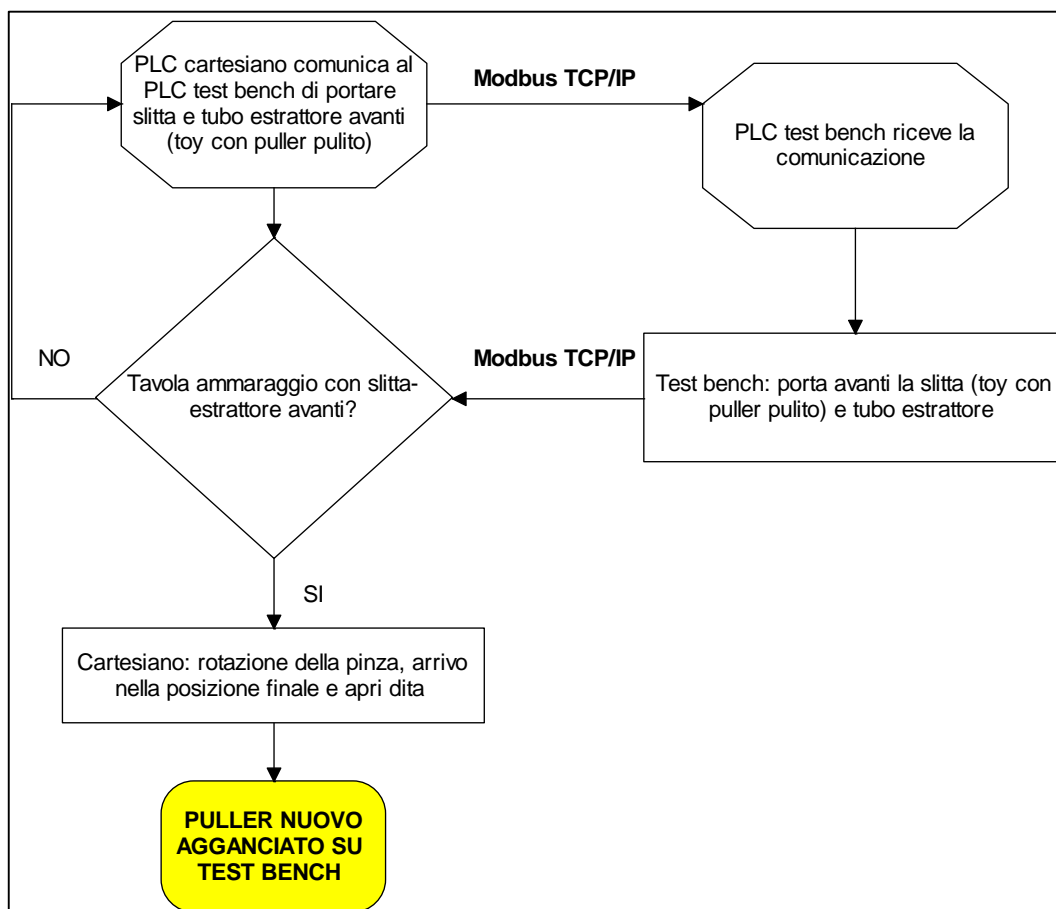 PLC cartesiano comunica al
PLC test bench di portare
slitta e tubo estrattore avanti
(toy con puller pulito)
Modbus TCP/IP
PLC test bench riceve la
comunicazione
NO
Tavola ammaraggio con slitta-
estrattore avanti?
Modbus TCP/IP
Test bench: porta avanti la slitta (toy con
puller pulito) e tubo estrattore
SI
Cartesiano: rotazione della pinza, arrivo
nella posizione finale e apri dita
PULLER NUOVO
AGGANCIATO SU
TEST BENCH